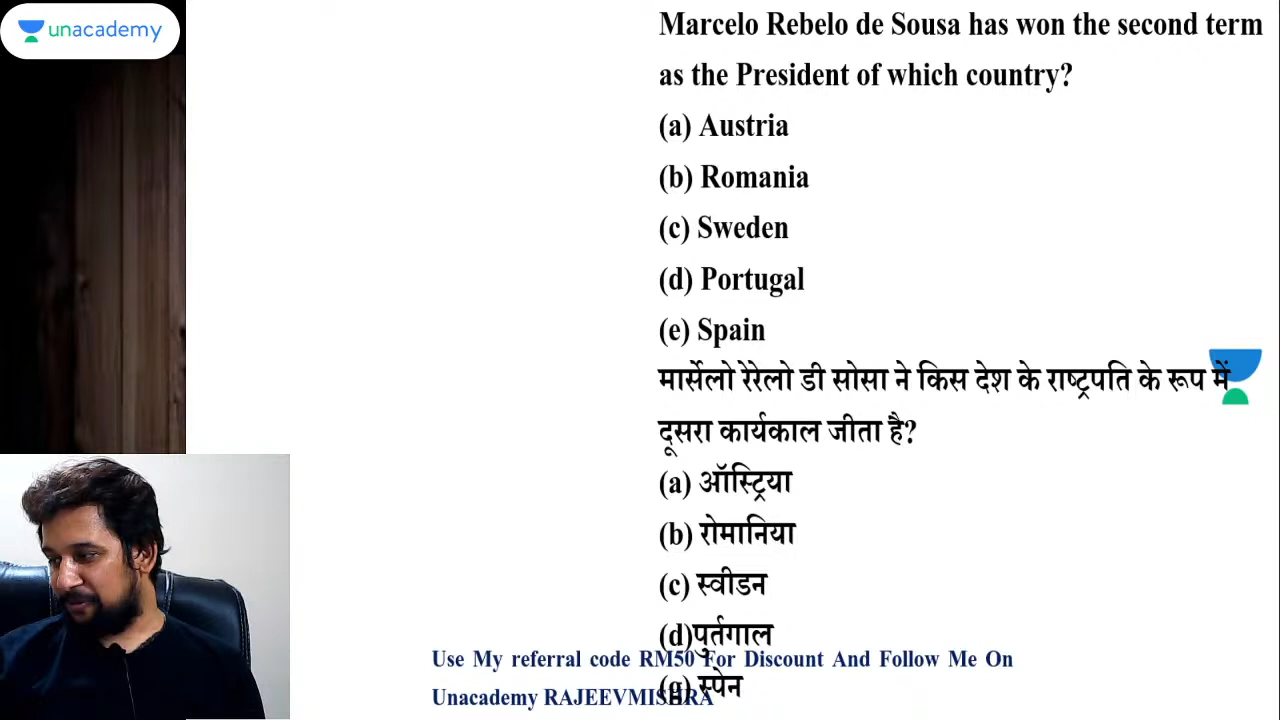 unacademy
Marcelo Rebelo de Sousa has won the second term
as the President of which country?
(a) Austria
(b) Romania
(c) Sweden
(d) Portugal
(e) Spain
मार्सेलो रेरेलो डी सोसा ने किस देश के राष्ट्रपति के रूप में
दूसरा कार्यकाल जीता है?
(a) ऑस्ट्रिया
(b) रोमानिया
(c) स्वीडन
(d)पुर्तगाल
Use My referral code RM50 For Discount And Follow Me On
(g) स्पेन
Unacademy RAJEEVMISHRA